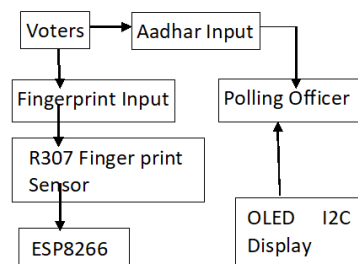 Voters
Aadhar Input
Fingerprint Input
Polling Officer
R307 Finger print
Sensor
OLED I2C
Display
ESP8266